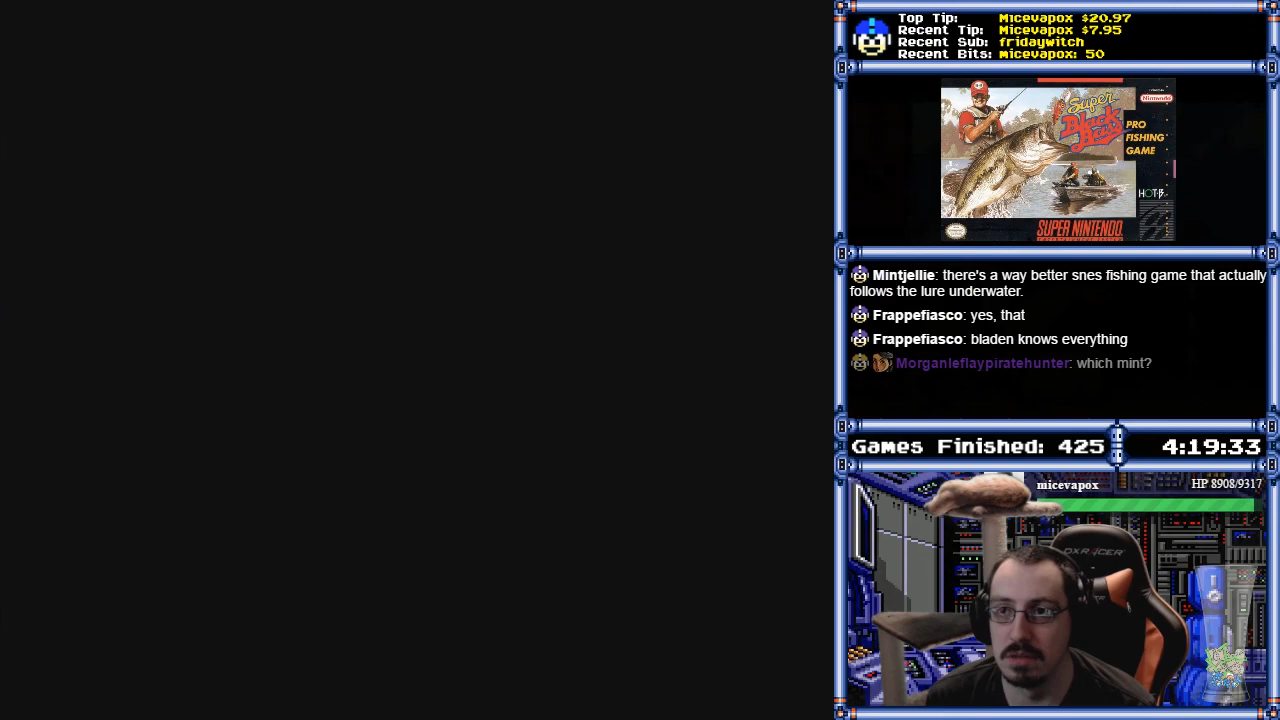 Top Tip: Micevapox $20.97
Recent Tip: Micevapox $7.95
Recent Sub: fridaywitch
Recent Bits: micevapox: 50
Nintendo
Super
Black
Bass
PRO
FISHING
GAME
HOT·B
SUPER NINTENDO
ENTERTAINMENT SYSTEM
Mintjellie: there's a way better snes fishing game that actually
follows the lure underwater.
Frappefiasco: yes, that
Frappefiasco: bladen knows everything
Morganleflaypiratehunter: which mint?
Games Finished: 425 4:19:33
micevapox HP 8908/9317
DXRACER